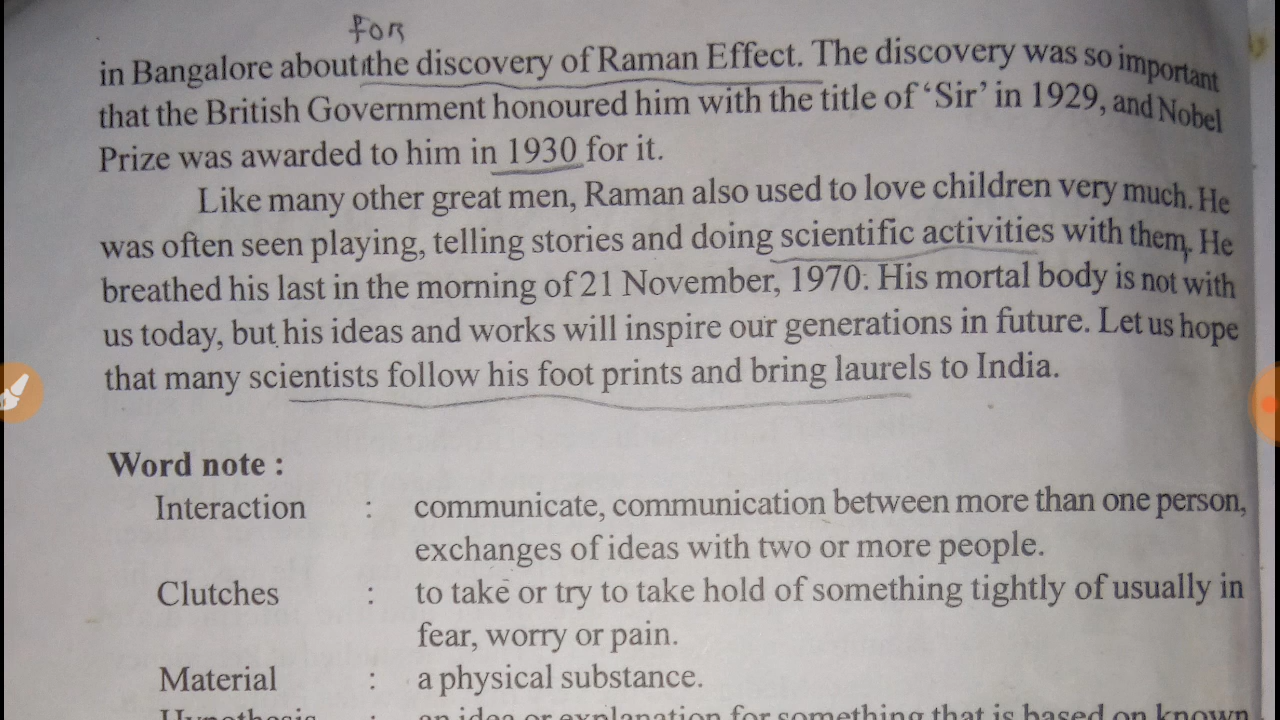 for
in Bangalore about the discovery of Raman Effect. The discovery was so important
that the British Government honoured him with the title of ‘Sir’ in 1929, and Nobel
Prize was awarded to him in 1930 for it.
Like many other great men, Raman also used to love children very much. He
was often seen playing, telling stories and doing scientific activities with them. He
breathed his last in the morning of 21 November, 1970. His mortal body is not with
us today, but his ideas and works will inspire our generations in future. Let us hope
that many scientists follow his foot prints and bring laurels to India.
Word note :
Interaction : communicate, communication between more than one person,
exchanges of ideas with two or more people.
Clutches : to take or try to take hold of something tightly of usually in
fear, worry or pain.
Material : a physical substance.
Hypothesis : an idea or explanation for something that is based on known